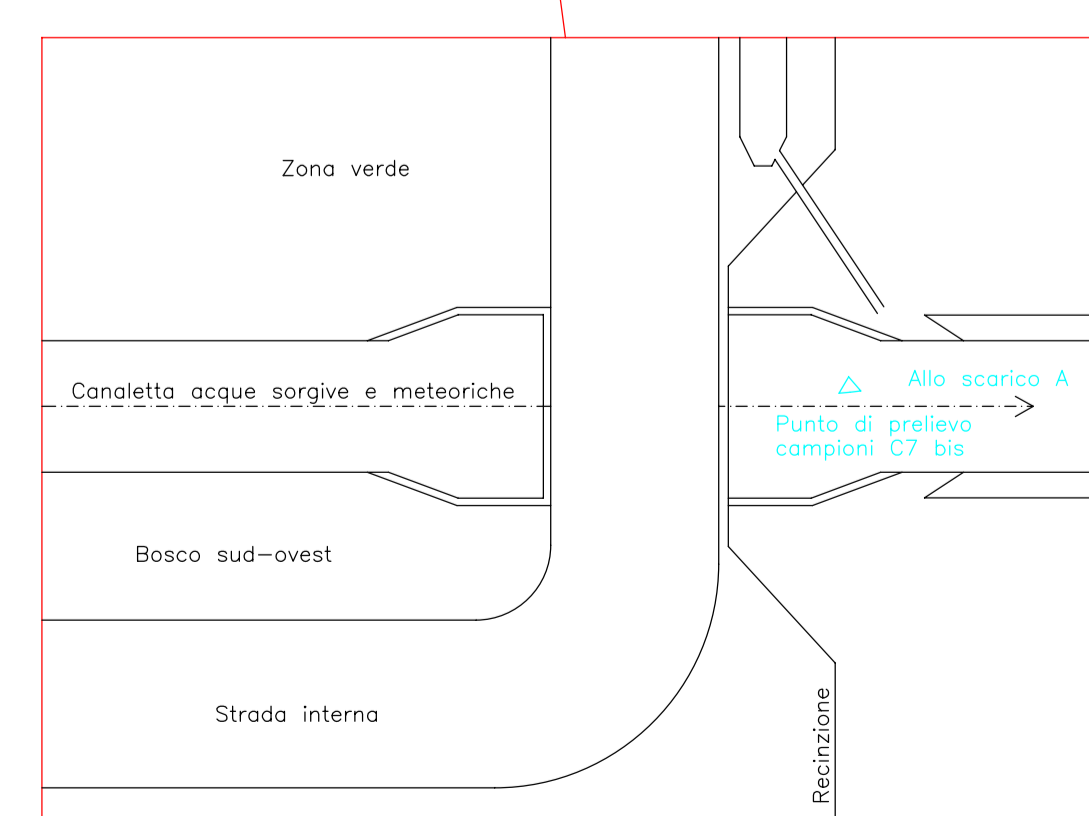 Zona verde
Canaletta acque sorgive e meteoriche
Allo scarico A
Punto di prelievo
campioni C7 bis
Bosco sud-ovest
Strada interna
Recinzione